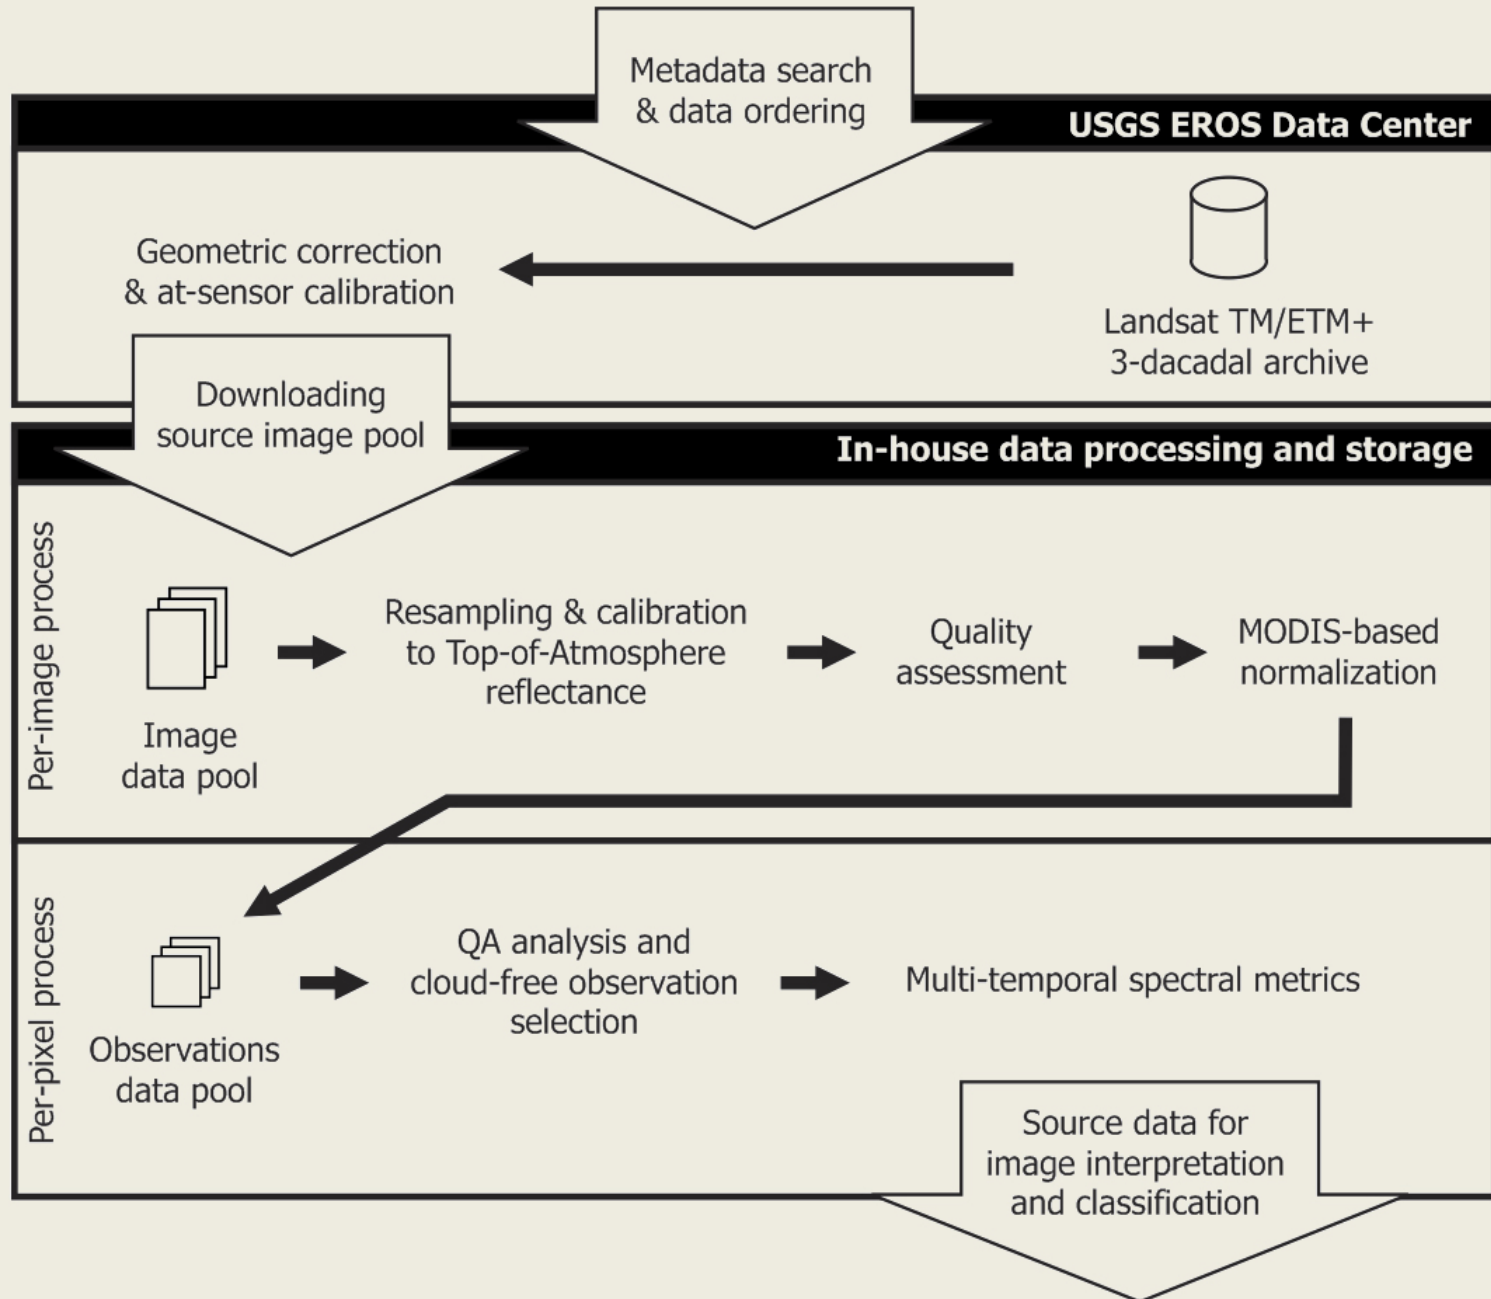 Metadata search
& data ordering
USGS EROS Data Center
Geometric correction
& at-sensor calibration
Landsat TM/ETM+
3-dacadal archive
Downloading
source image pool
In-house data processing and storage
Per-image process
Image
data pool
Resampling & calibration
to Top-of-Atmosphere
reflectance
Quality
assessment
MODIS-based
normalization
Per-pixel process
Observations
data pool
QA analysis and
cloud-free observation
selection
Multi-temporal spectral metrics
Source data for
image interpretation
and classification